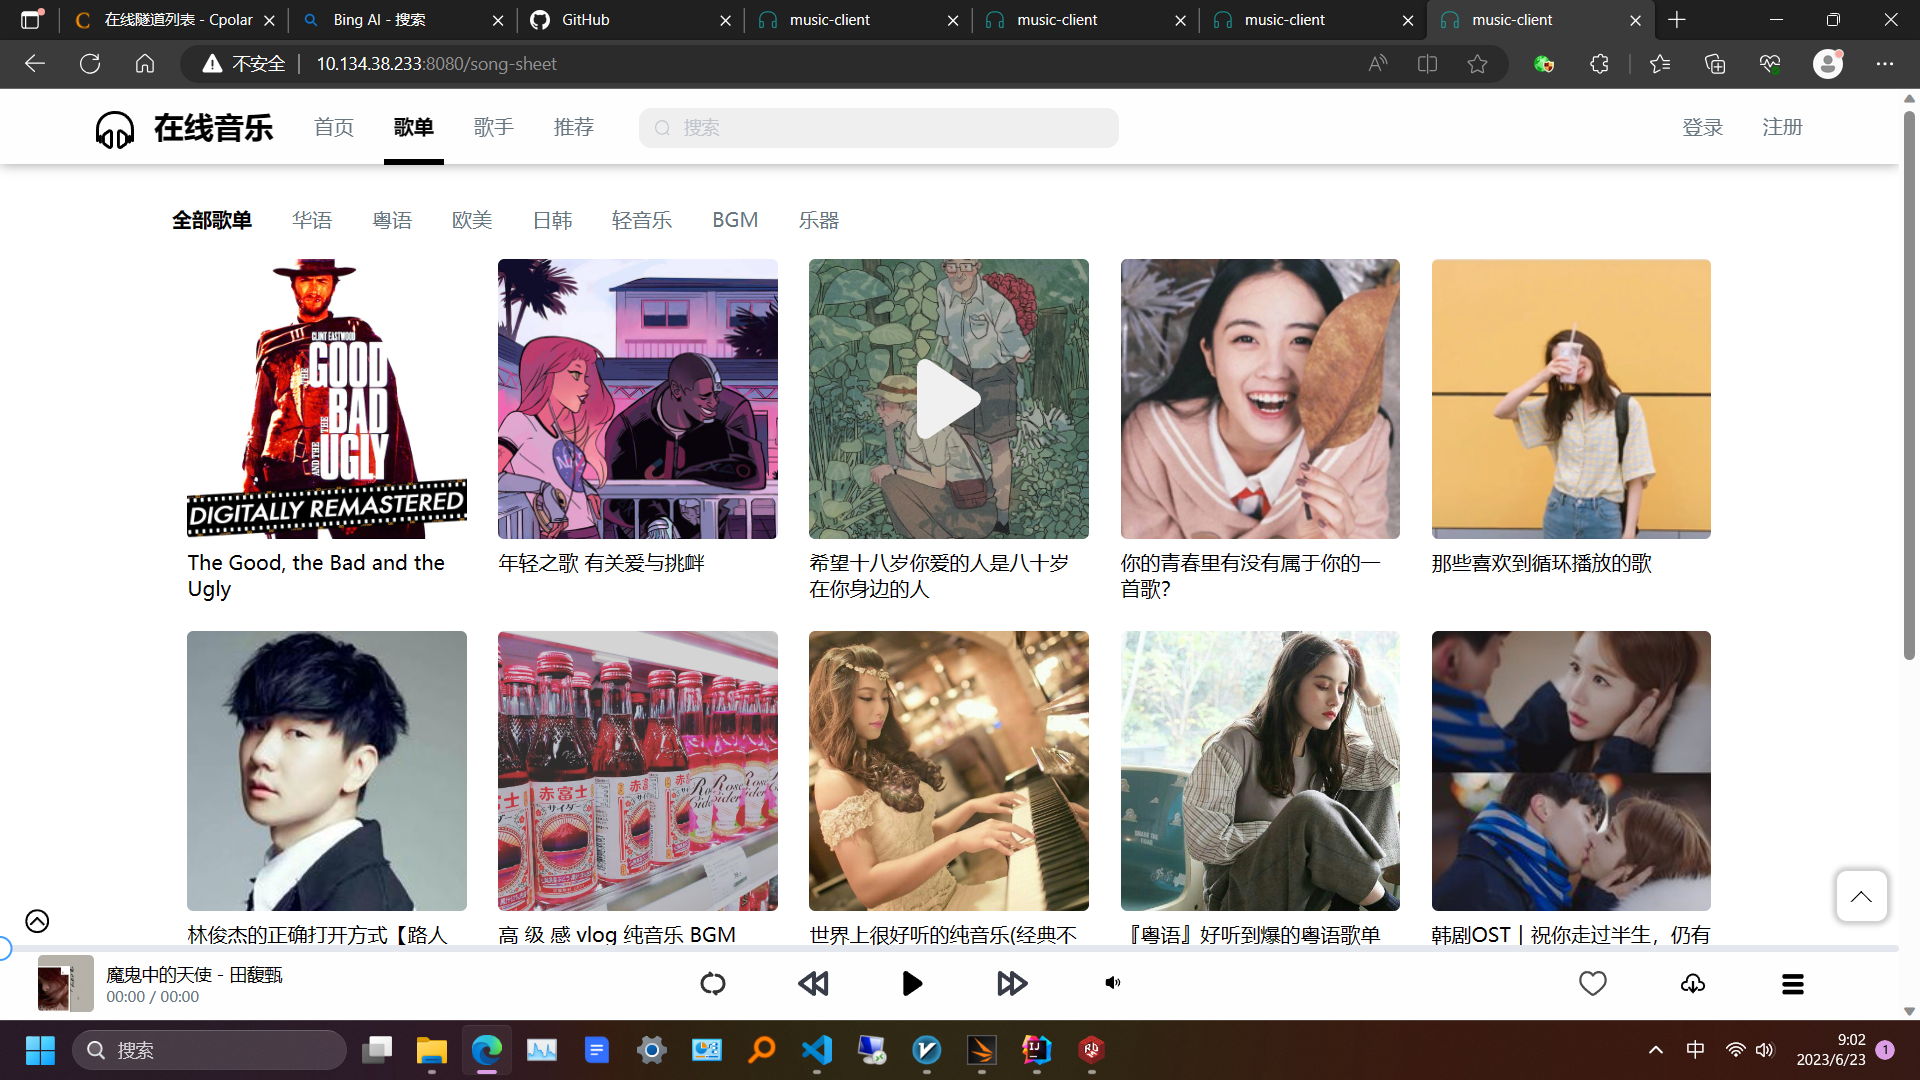 在线隧道列表 - Cpolar
Bing AI - 搜索
GitHub
music-client
music-client
music-client
music-client
不安全
10.134.38.233:8080/song-sheet
在线音乐
首页
歌单
歌手
推荐
搜索
登录
注册
全部歌单
华语
粤语
欧美
日韩
轻音乐
BGM
乐器
CLINT EASTWOOD
THE GOOD
THE BAD
AND THE UGLY
DIGITALLY REMASTERED
The Good, the Bad and the
Ugly
年轻之歌 有关爱与挑衅
希望十八岁你爱的人是八十岁
在你身边的人
你的青春里有没有属于你的一
首歌?
那些喜欢到循环播放的歌
赤富士
サイダー
Rose
Cider
林俊杰的正确打开方式【路人
高 级 感 vlog 纯音乐 BGM
世界上很好听的纯音乐(经典不
『粤语』好听到爆的粤语歌单
韩剧OST丨祝你走过半生，仍有
魔鬼中的天使 - 田馥甄
00:00 / 00:00
搜索
中
9:02
2023/6/23
1